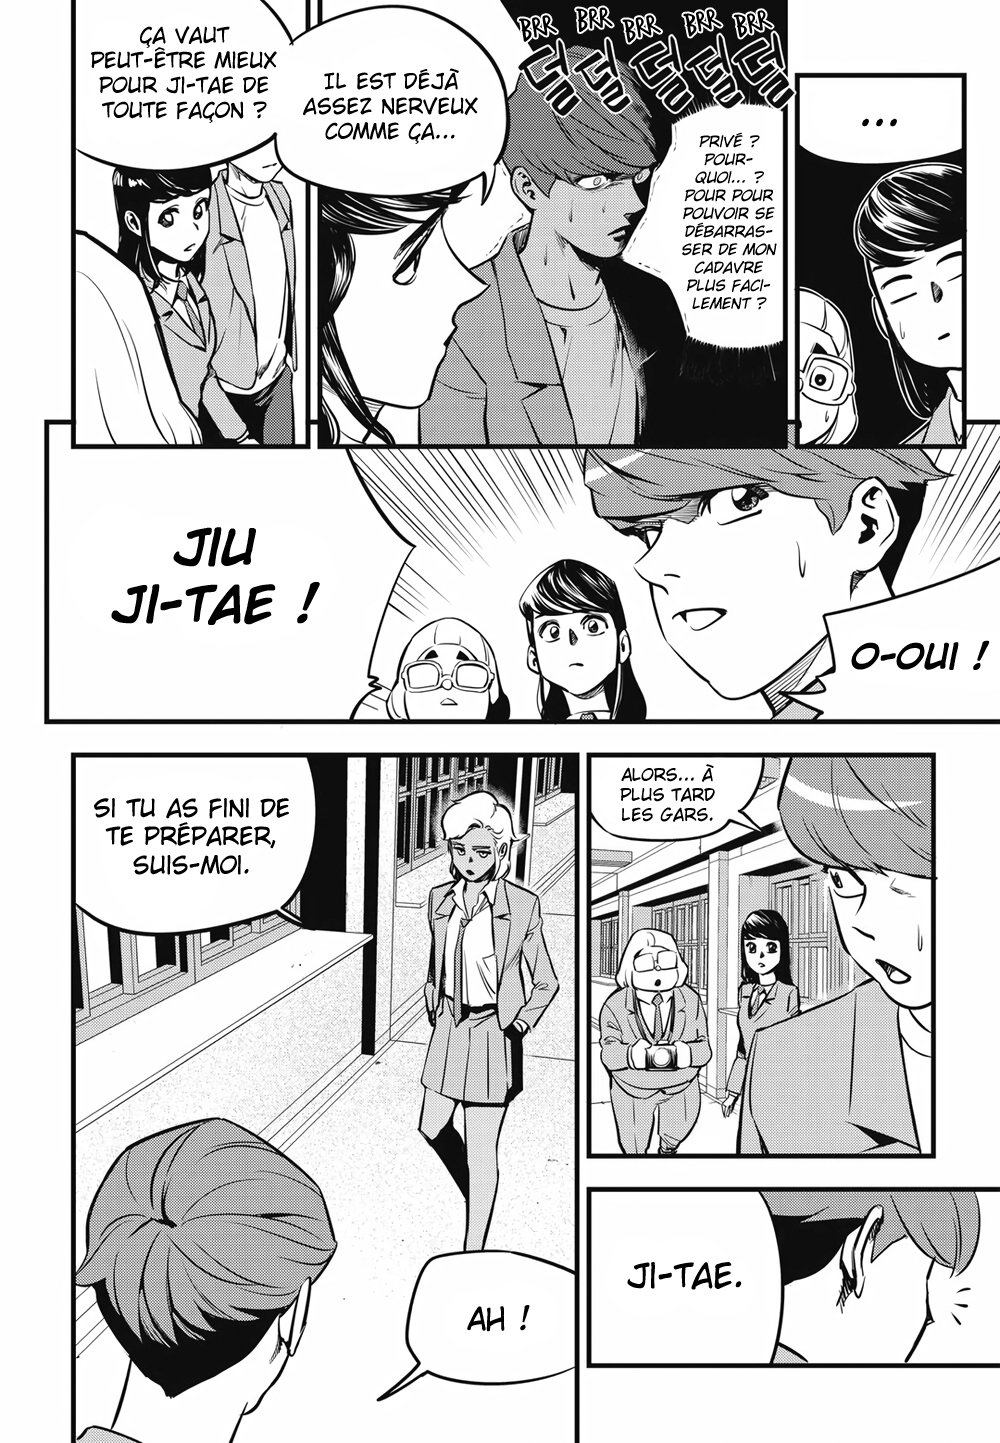 ÇA VAUT
PEUT-ÊTRE MIEUX
POUR JI-TAE DE
TOUTE FAÇON ?
IL EST DÉJÀ
ASSEZ NERVEUX
COMME ÇA...
BRR BRR BRR BRR BRR
덜 덜 덜 덜 덜
PRIVÉ ?
POUR-
QUOI... ?
POUR POUR
POUVOIR SE
DÉBARRAS-
SER DE MON
CADAVRE
PLUS FACI-
LEMENT ?
...
JIU
JI-TAE !
O-OUI !
SI TU AS FINI DE
TE PRÉPARER,
SUIS-MOI.
AH !
ALORS... À
PLUS TARD
LES GARS.
JI-TAE.